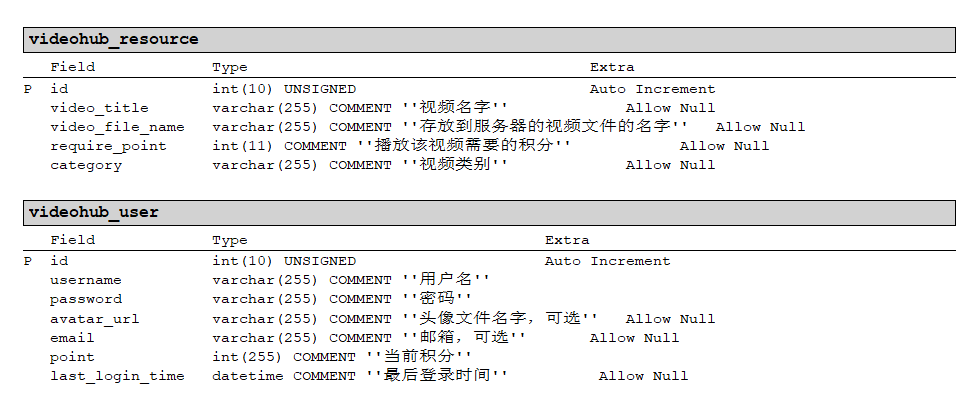 videohub_resource
Field Type Extra
P id int(10) UNSIGNED Auto Increment
video_title varchar(255) COMMENT ''视频名字'' Allow Null
video_file_name varchar(255) COMMENT ''存放到服务器的视频文件的名字'' Allow Null
require_point int(11) COMMENT ''播放该视频需要的积分'' Allow Null
category varchar(255) COMMENT ''视频类别'' Allow Null
videohub_user
Field Type Extra
P id int(10) UNSIGNED Auto Increment
username varchar(255) COMMENT ''用户名''
password varchar(255) COMMENT ''密码''
avatar_url varchar(255) COMMENT ''头像文件名字，可选'' Allow Null
email varchar(255) COMMENT ''邮箱，可选'' Allow Null
point int(255) COMMENT ''当前积分''
last_login_time datetime COMMENT ''最后登录时间'' Allow Null